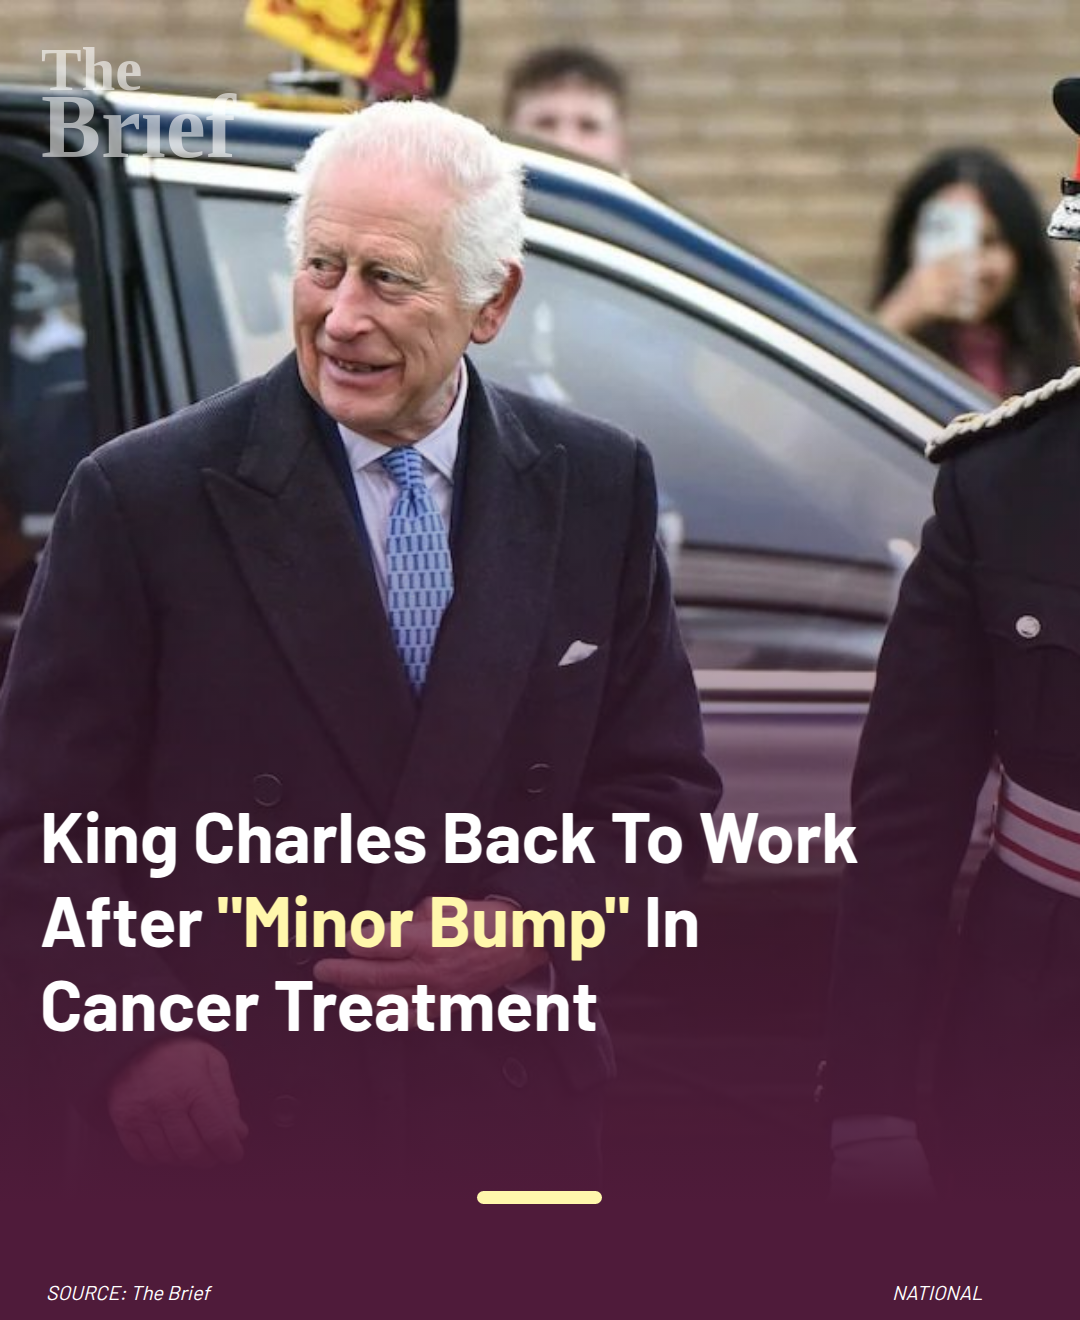 The
Brief
King Charles Back To Work
After "Minor Bump" In
Cancer Treatment
SOURCE: The Brief
NATIONAL